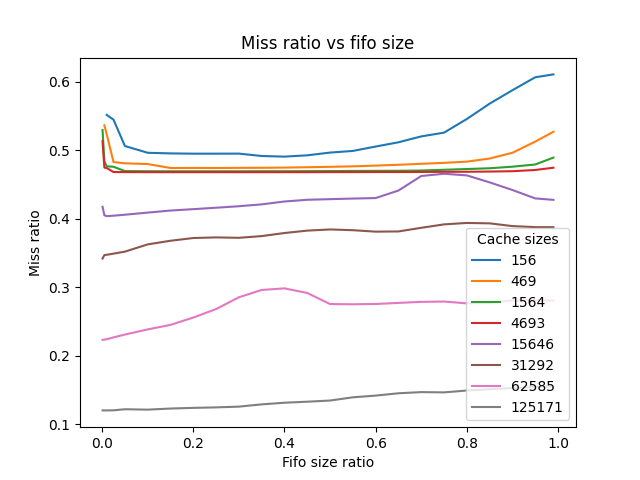 Miss ratio vs fifo size
0.6
0.5
0.4
0.3
0.2
0.1
Miss ratio
Cache sizes
156
469
1564
4693
15646
31292
62585
125171
0.0 0.2 0.4 0.6 0.8 1.0
Fifo size ratio